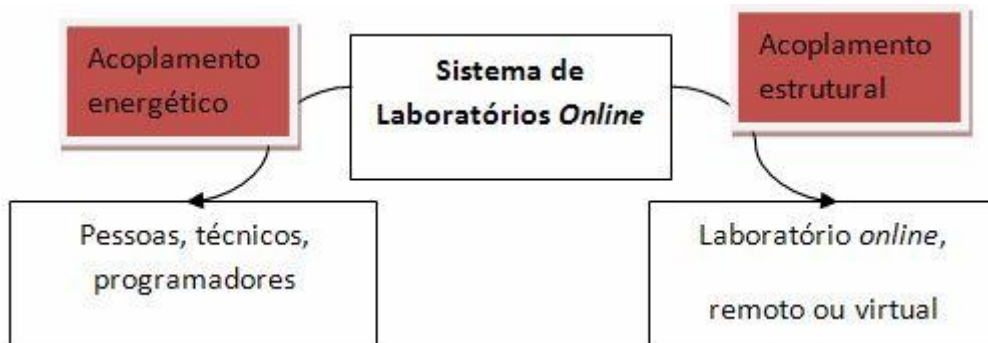 Acoplamento
energético
Sistema de
Laboratórios Online
Acoplamento
estrutural
Pessoas, técnicos,
programadores
Laboratório online,
remoto ou virtual